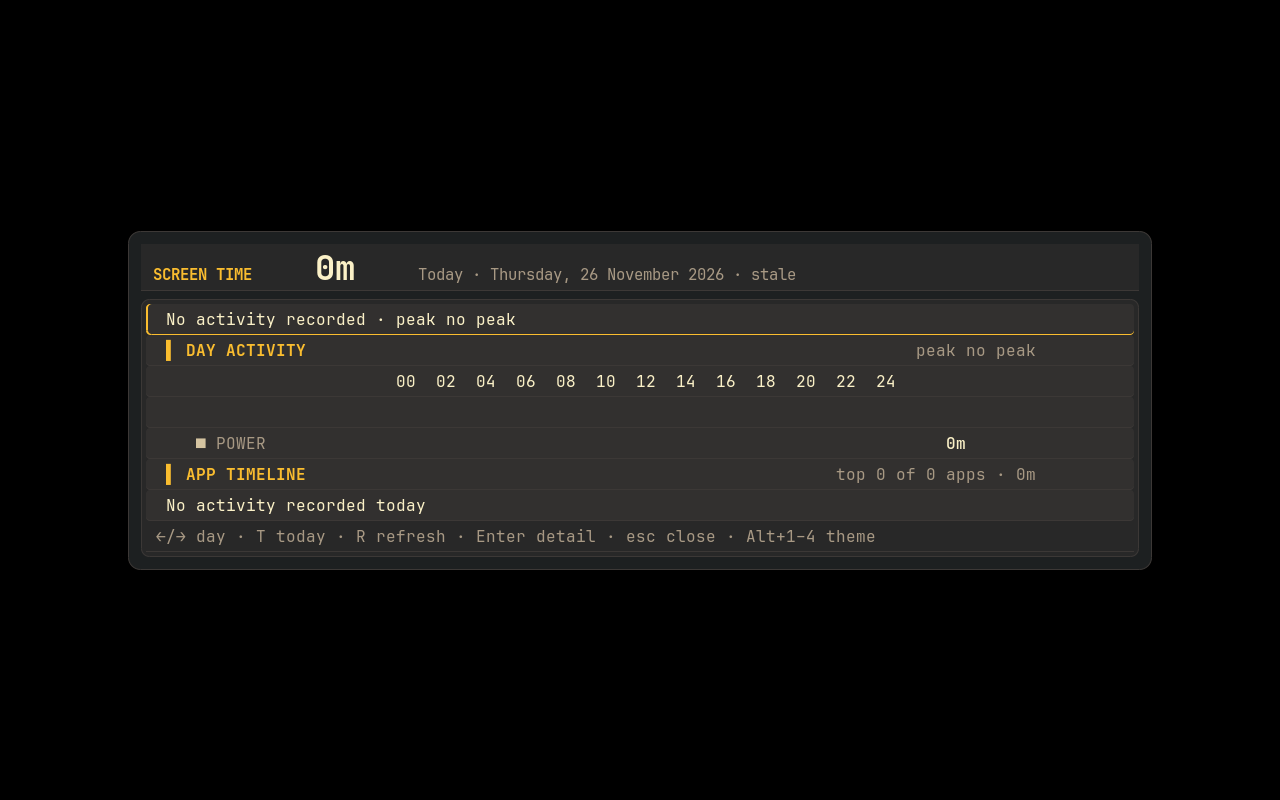 SCREEN TIME 0m Today · Thursday, 26 November 2026 · stale
No activity recorded · peak no peak
DAY ACTIVITY peak no peak
00 02 04 06 08 10 12 14 16 18 20 22 24
POWER 0m
APP TIMELINE top 0 of 0 apps · 0m
No activity recorded today
←/→ day · T today · R refresh · Enter detail · esc close · Alt+1–4 theme